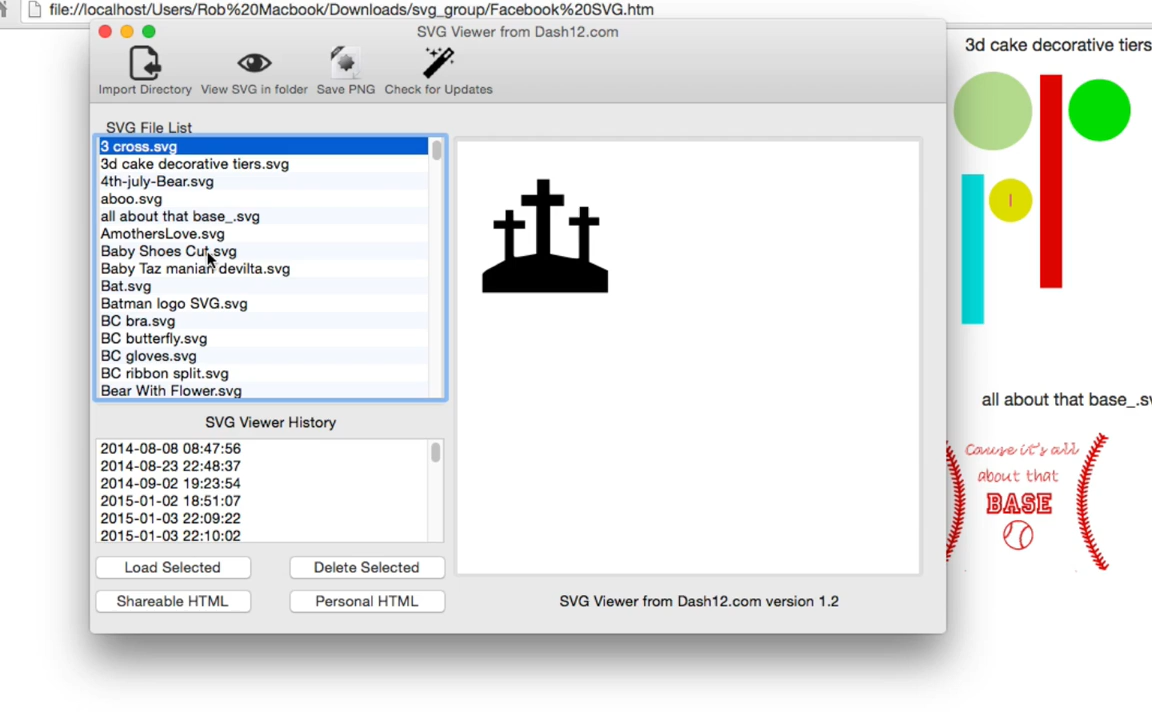 file://localhost/Users/Rob%20Macbook/Downloads/svg_group/Facebook%20SVG.htm
SVG Viewer from Dash12.com
Import Directory
View SVG in folder
Save PNG
Check for Updates
SVG File List
3 cross.svg
3d cake decorative tiers.svg
4th-july-Bear.svg
aboo.svg
all about that base_.svg
AmothersLove.svg
Baby Shoes Cut.svg
Baby Taz manian devilta.svg
Bat.svg
Batman logo SVG.svg
BC bra.svg
BC butterfly.svg
BC gloves.svg
BC ribbon split.svg
Bear With Flower.svg
SVG Viewer History
2014-08-08 08:47:56
2014-08-23 22:48:37
2014-09-02 19:23:54
2015-01-02 18:51:07
2015-01-03 22:09:22
2015-01-03 22:10:02
Load Selected
Delete Selected
Shareable HTML
Personal HTML
SVG Viewer from Dash12.com version 1.2
3d cake decorative tiers
all about that base_.sv
Cause it's all
about that
BASE